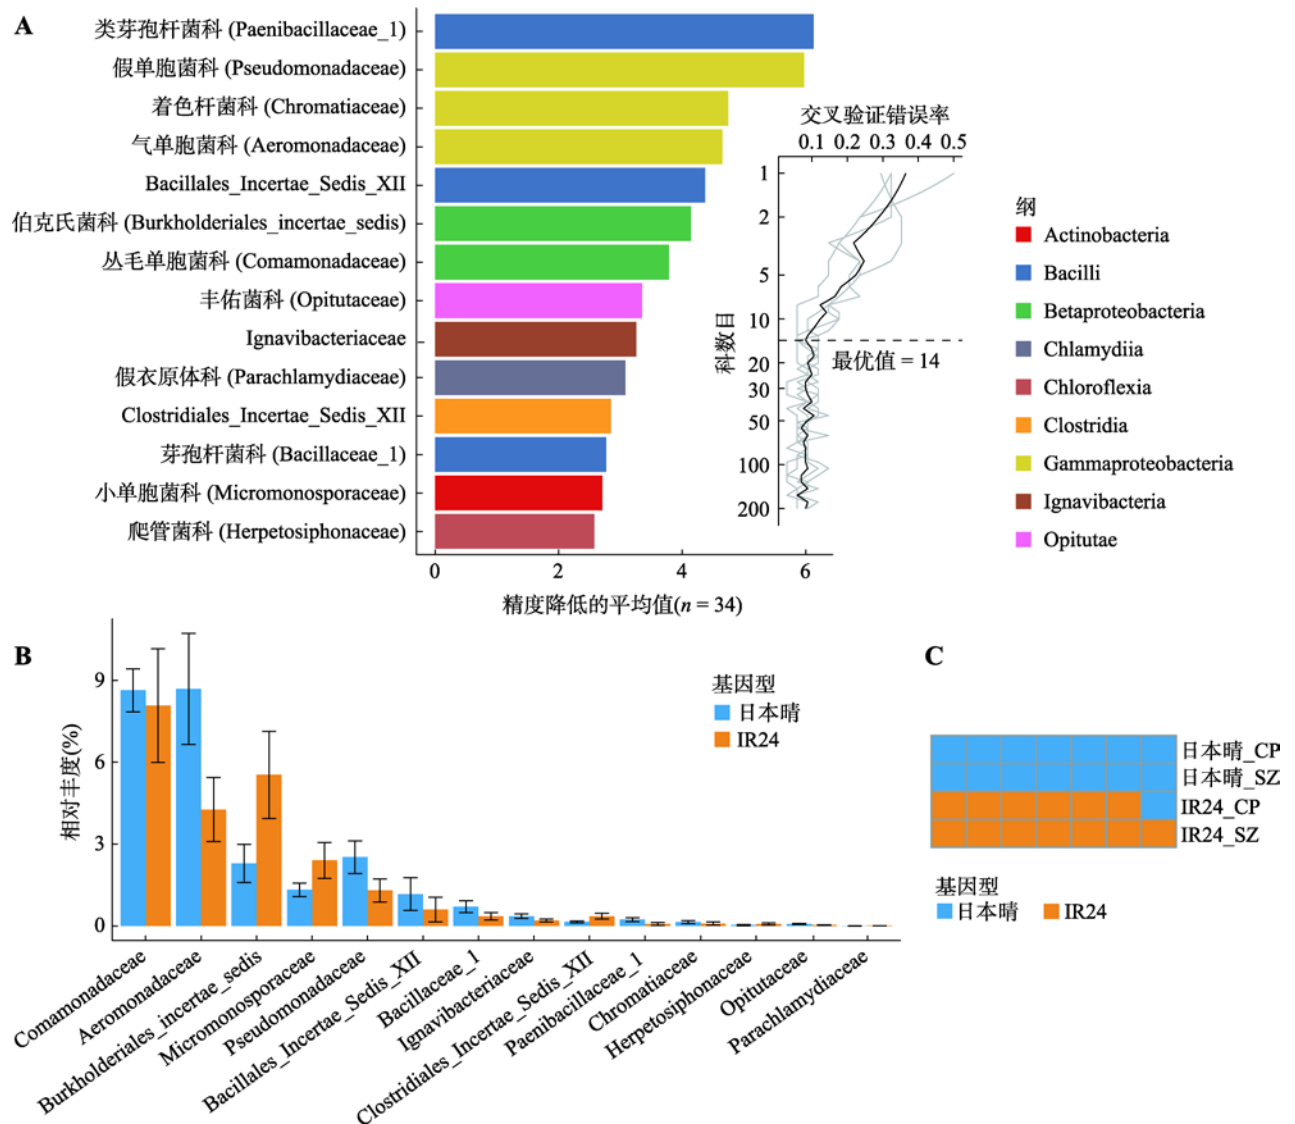 A
类芽孢杆菌科 (Paenibacillaceae_1)
假单胞菌科 (Pseudomonadaceae)
着色杆菌科 (Chromatiaceae)
气单胞菌科 (Aeromonadaceae)
Bacillales_Incertae_Sedis_XII
伯克氏菌科 (Burkholderiales_incertae_sedis)
丛毛单胞菌科 (Comamonadaceae)
丰佑菌科 (Opitutaceae)
Ignavibacteriaceae
假衣原体科 (Parachlamydiaceae)
Clostridiales_Incertae_Sedis_XII
芽孢杆菌科 (Bacillaceae_1)
小单胞菌科 (Micromonosporaceae)
爬管菌科 (Herpetosiphonaceae)
0 2 4 6
精度降低的平均值(n = 34)
交叉验证错误率
0.1 0.2 0.3 0.4 0.5
科数目
1
2
5
10
20
30
50
100
200
最优值 = 14
纲
Actinobacteria
Bacilli
Betaproteobacteria
Chlamydiia
Chloroflexia
Clostridia
Gammaproteobacteria
Ignavibacteria
Opitutae
B
相对丰度(%)
9
6
3
0
基因型
日本晴
IR24
Comamonadaceae
Aeromonadaceae
Burkholderiales_incertae_sedis
Micromonosporaceae
Pseudomonadaceae
Bacillales_Incertae_Sedis_XII
Bacillaceae_1
Ignavibacteriaceae
Clostridiales_Incertae_Sedis_XII
Paenibacillaceae_1
Chromatiaceae
Herpetosiphonaceae
Opitutaceae
Parachlamydiaceae
C
日本晴_CP
日本晴_SZ
IR24_CP
IR24_SZ
基因型
日本晴 IR24